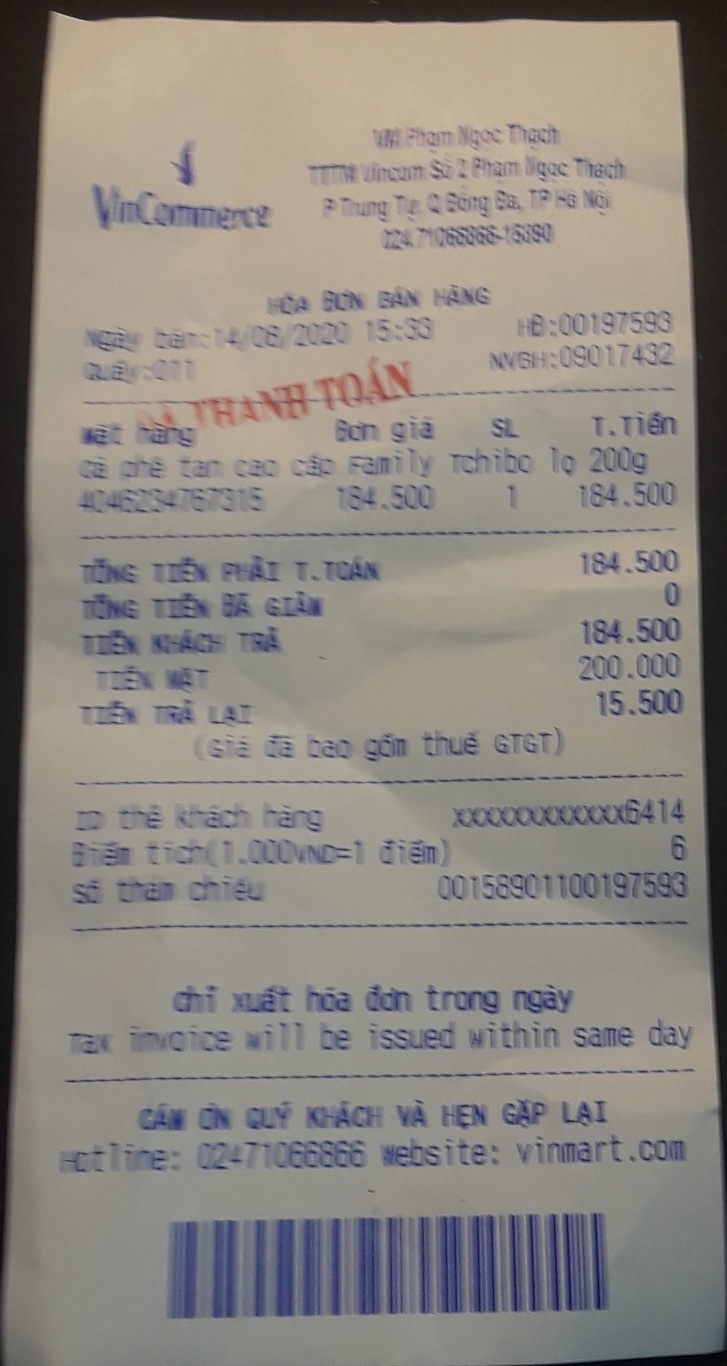 VinCommerce
VM Phạm Ngọc Thạch
TTTM Vincom Số 2 Phạm Ngọc Thạch
P Trung Tự, Q Đống Đa, TP Hà Nội
024.71066866-15890
HÓA ĐƠN BÁN HÀNG
Ngày bán:14/08/2020 15:33 HĐ:00197593
Quầy:011 NVBH:09017432
ĐÃ THANH TOÁN
Mặt hàng Đơn giá SL T.Tiền
Cà phê tan cao cấp Family Tchibo lọ 200g
4046234767315 184.500 1 184.500
TỔNG TIỀN PHẢI T.TOÁN 184.500
TỔNG TIỀN ĐÃ GIẢM 0
TIỀN KHÁCH TRẢ 184.500
TIỀN MẶT 200.000
TIỀN TRẢ LẠI 15.500
(Giá đã bao gồm thuế GTGT)
ID thẻ khách hàng xxxxxxxxxxxx6414
Điểm tích(1.000VND=1 điểm) 6
Số tham chiếu 00158901100197593
chỉ xuất hóa đơn trong ngày
Tax invoice will be issued within same day
CẢM ƠN QUÝ KHÁCH VÀ HẸN GẶP LẠI
Hotline: 02471066866 Website: vinmart.com